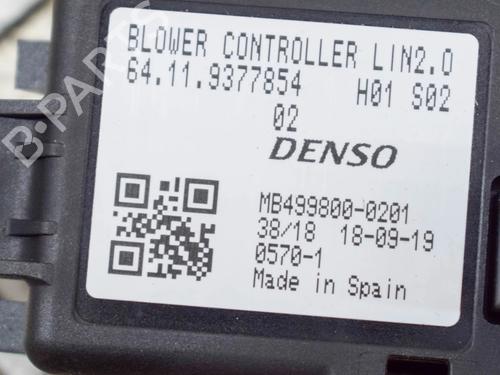 BLOWER CONTROLLER LIN2.0
64.11.9377854 H01 S02
02
DENSO
MB499800-0201
38/18 18-09-19
0570-1
Made in Spain
B-PARTS